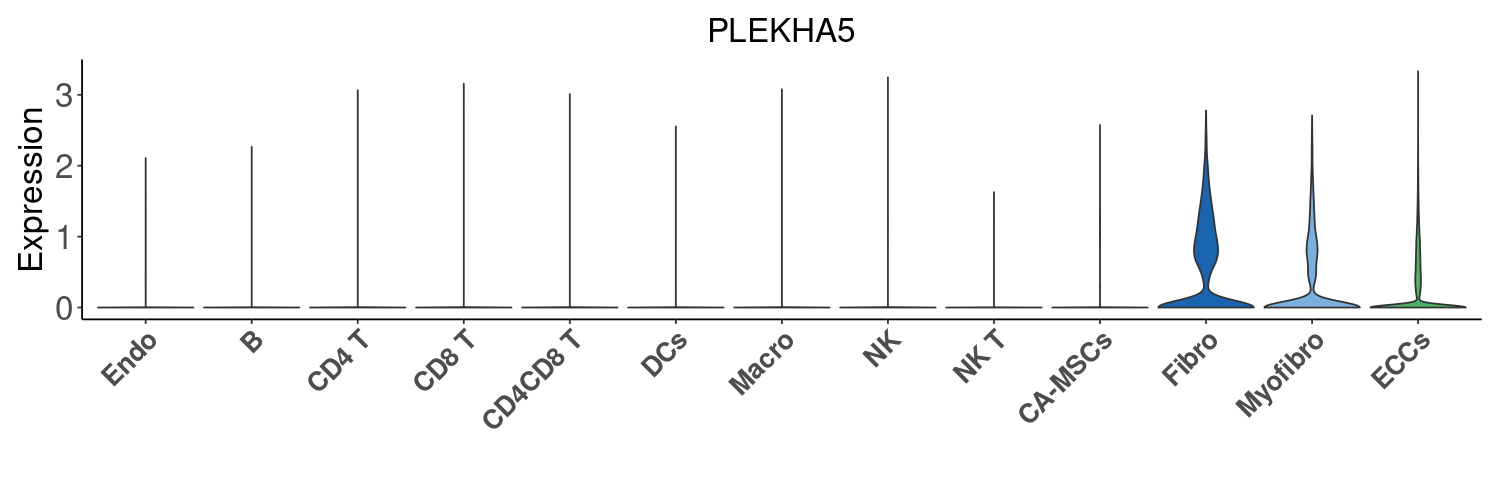 PLEKHA5
Expression
3
2
1
0
Endo
B
CD4 T
CD8 T
CD4CD8 T
DCs
Macro
NK
NK T
CA-MSCs
Fibro
Myofibro
ECCs